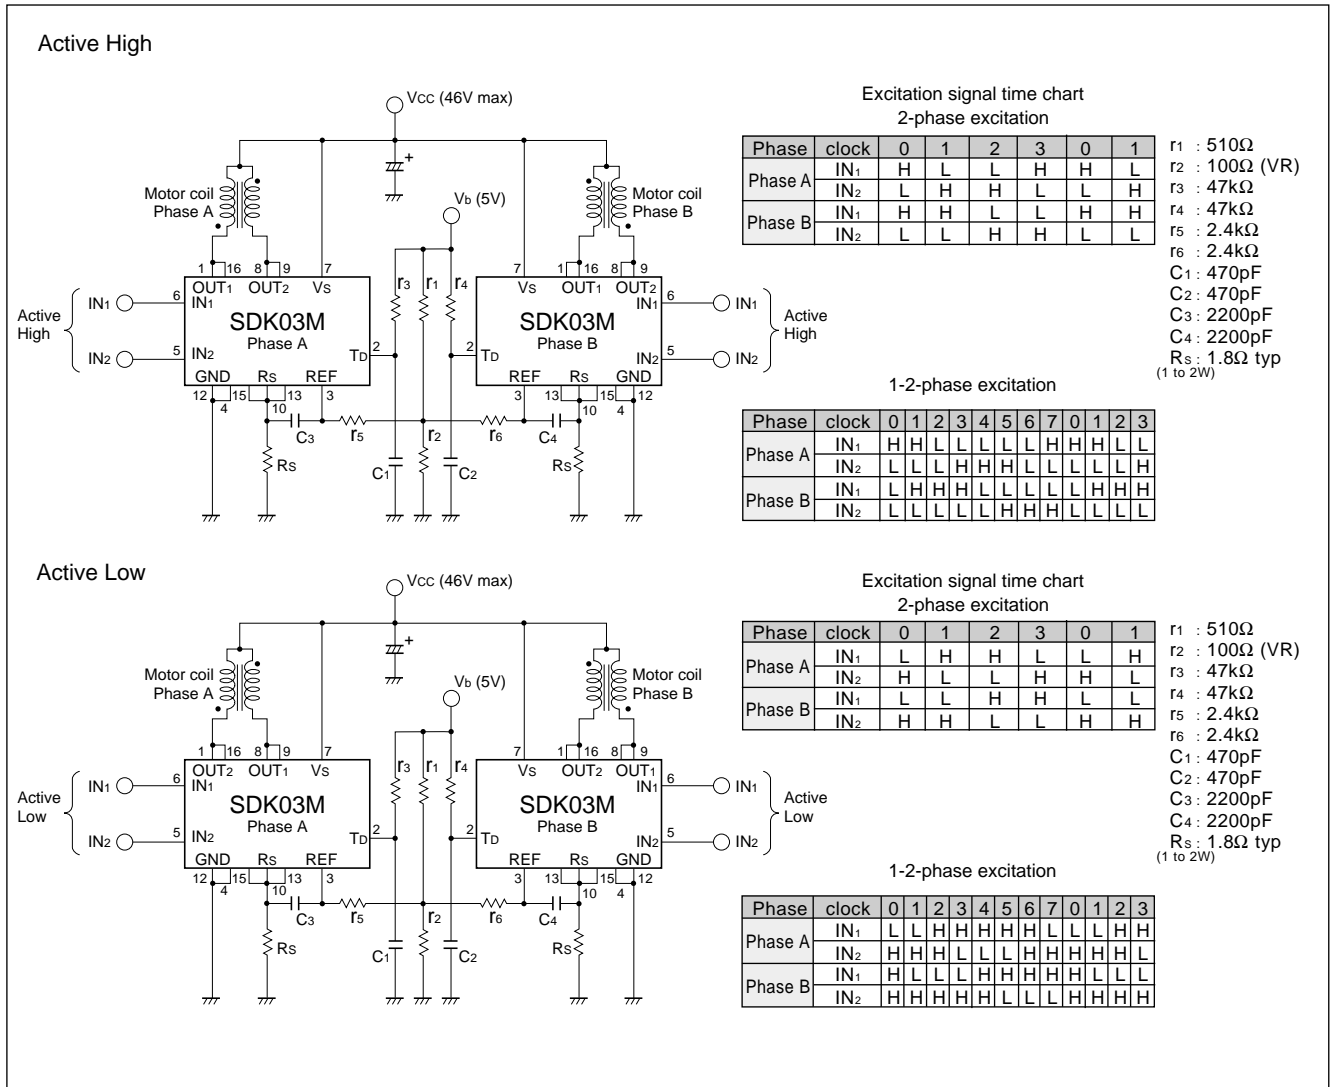 Active High
Vcc (46V max)
+
Motor coil
Phase A
Vb (5V)
Motor coil
Phase B
1 16 8 9 7
OUT1 OUT2 Vs
r3 r1 r4
7 1 16 8 9
Vs OUT1 OUT2
Active
High
IN1
6
IN1
IN2
5
IN2
SDK03M
Phase A
TD
2
2
TD
SDK03M
Phase B
IN1
6
IN1
IN2
5
IN2
Active
High
GND Rs REF
12 4 15 10 13 3
REF Rs GND
3 13 10 15 4 12
C3 r5 r2 r6 C4
Rs C1 C2 Rs
Excitation signal time chart
2-phase excitation
Phase clock 0 1 2 3 0 1
Phase A IN1 H L L H H L
IN2 L H H L L H
Phase B IN1 H H L L H H
IN2 L L H H L L
r1 : 510Ω
r2 : 100Ω (VR)
r3 : 47kΩ
r4 : 47kΩ
r5 : 2.4kΩ
r6 : 2.4kΩ
C1 : 470pF
C2 : 470pF
C3 : 2200pF
C4 : 2200pF
Rs : 1.8Ω typ
(1 to 2W)
1-2-phase excitation
Phase clock 0 1 2 3 4 5 6 7 0 1 2 3
Phase A IN1 H H L L L L L H H H L L
IN2 L L L H H H L L L L L H
Phase B IN1 L H H H L L L L L H H H
IN2 L L L L L H H H L L L L
Active Low
Vcc (46V max)
+
Motor coil
Phase A
Vb (5V)
Motor coil
Phase B
1 16 8 9 7
OUT2 OUT1 Vs
r3 r1 r4
7 1 16 8 9
Vs OUT2 OUT1
Active
Low
IN1
6
IN1
IN2
5
IN2
SDK03M
Phase A
TD
2
2
TD
SDK03M
Phase B
IN1
6
IN1
IN2
5
IN2
Active
Low
GND Rs REF
12 4 15 10 13 3
REF Rs GND
3 13 10 15 4 12
C3 r5 r2 r6 C4
Rs C1 C2 Rs
Excitation signal time chart
2-phase excitation
Phase clock 0 1 2 3 0 1
Phase A IN1 L H H L L H
IN2 H L L H H L
Phase B IN1 L L H H L L
IN2 H H L L H H
r1 : 510Ω
r2 : 100Ω (VR)
r3 : 47kΩ
r4 : 47kΩ
r5 : 2.4kΩ
r6 : 2.4kΩ
C1 : 470pF
C2 : 470pF
C3 : 2200pF
C4 : 2200pF
Rs : 1.8Ω typ
(1 to 2W)
1-2-phase excitation
Phase clock 0 1 2 3 4 5 6 7 0 1 2 3
Phase A IN1 L L H H H H H L L L H H
IN2 H H H L L L H H H H H L
Phase B IN1 H L L L H H H H H L L L
IN2 H H H H H L L L H H H H